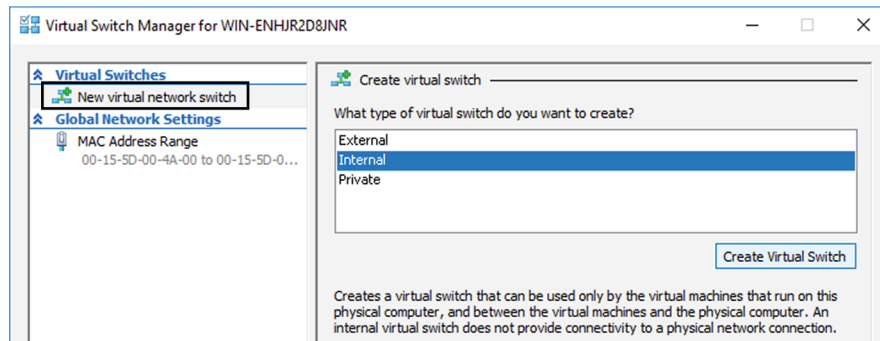 Virtual Switch Manager for WIN-ENHJR2D8JNR
Virtual Switches
New virtual network switch
Global Network Settings
MAC Address Range
00-15-5D-00-4A-00 to 00-15-5D-0...
Create virtual switch
What type of virtual switch do you want to create?
External
Internal
Private
Create Virtual Switch
Creates a virtual switch that can be used only by the virtual machines that run on this
physical computer, and between the virtual machines and the physical computer. An
internal virtual switch does not provide connectivity to a physical network connection.